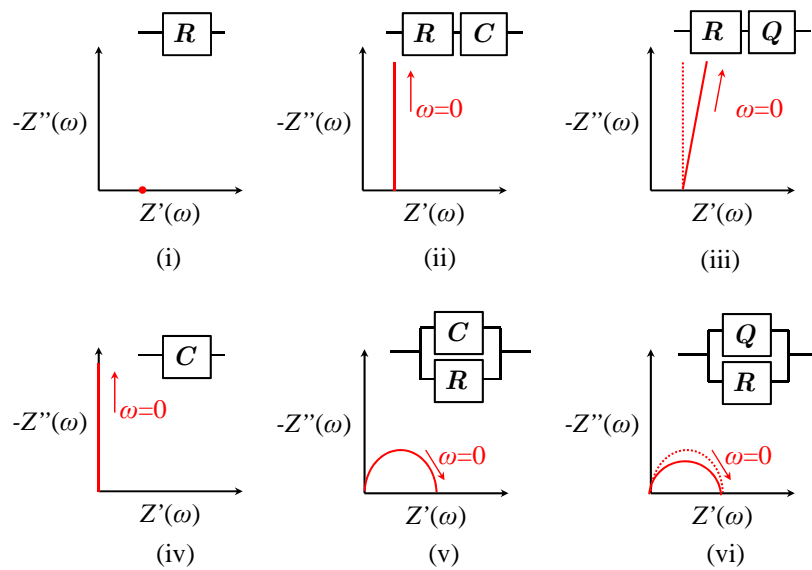 R
-Z''(ω)
Z'(ω)
(i)
R C
-Z''(ω)
ω=0
Z'(ω)
(ii)
R Q
-Z''(ω)
ω=0
Z'(ω)
(iii)
C
-Z''(ω)
ω=0
Z'(ω)
(iv)
C
R
-Z''(ω)
ω=0
Z'(ω)
(v)
Q
R
-Z''(ω)
ω=0
Z'(ω)
(vi)